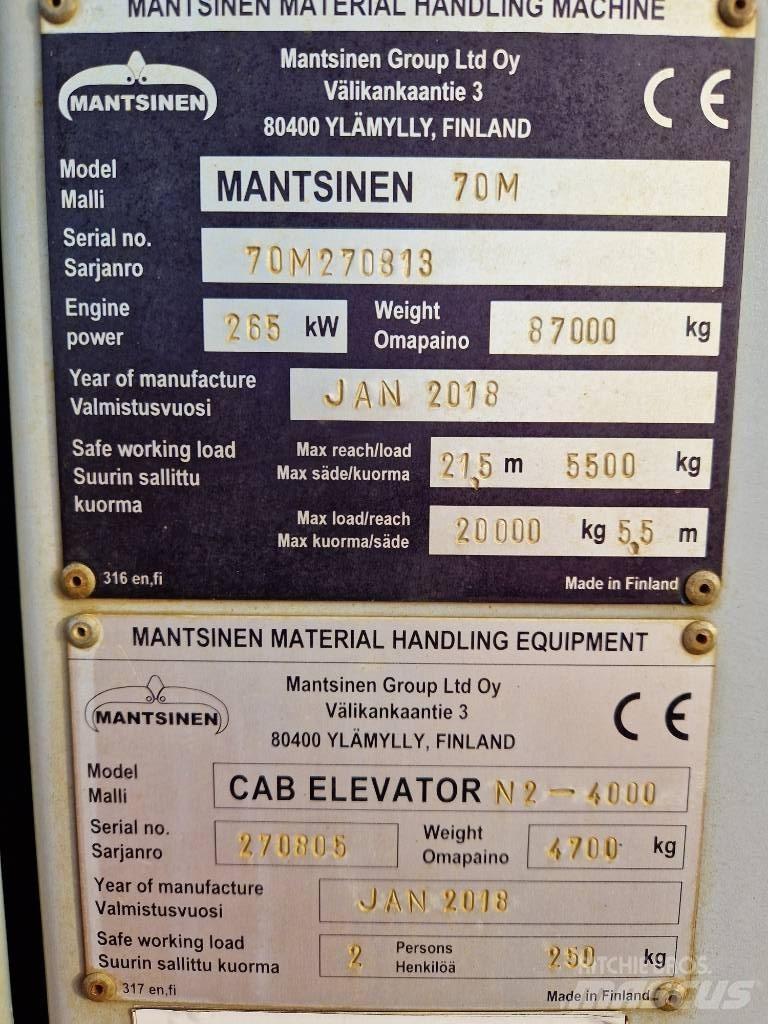 MANTSINEN MATERIAL HANDLING MACHINE
MANTSINEN
Mantsinen Group Ltd Oy
Välikankaantie 3
80400 YLÄMYLLY, FINLAND
CE
Model
Malli
MANTSINEN 70M
Serial no.
Sarjanro
70M270813
Engine
power
265 kW
Weight
Omapaino
87000 kg
Year of manufacture
Valmistusvuosi
JAN 2018
Safe working load
Suurin sallittu
kuorma
Max reach/load
Max säde/kuorma
21,5 m 5500 kg
Max load/reach
Max kuorma/säde
20000 kg 5,5 m
316 en,fi
Made in Finland
MANTSINEN MATERIAL HANDLING EQUIPMENT
MANTSINEN
Mantsinen Group Ltd Oy
Välikankaantie 3
80400 YLÄMYLLY, FINLAND
CE
Model
Malli
CAB ELEVATOR N2-4000
Serial no.
Sarjanro
270805
Weight
Omapaino
4700 kg
Year of manufacture
Valmistusvuosi
JAN 2018
Safe working load
Suurin sallittu kuorma
2 Persons
Henkilöä
250 kg
317 en,fi
Made in Finland
RITCHIE BROS.
MASCUS